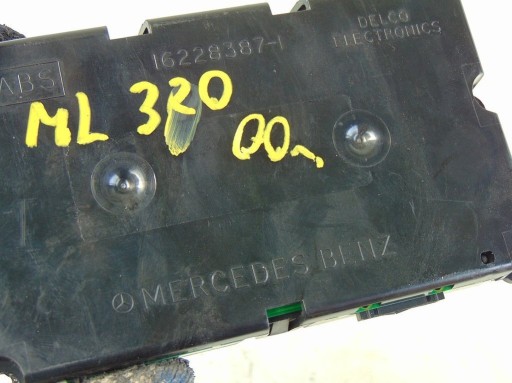 16228387-1
DELCO
ELECTRONICS
ABS
ML 320
00~
MERCEDES BENZ